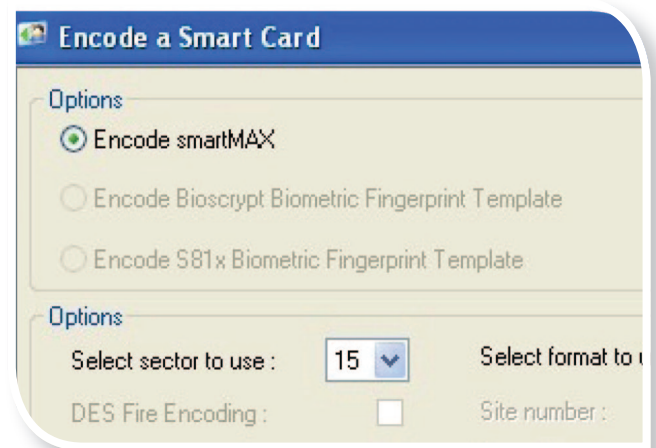 Encode a Smart Card
Options
Encode smartMAX
Encode Bioscrypt Biometric Fingerprint Template
Encode S81x Biometric Fingerprint Template
Options
Select sector to use : 15 Select format to
DES Fire Encoding : Site number :